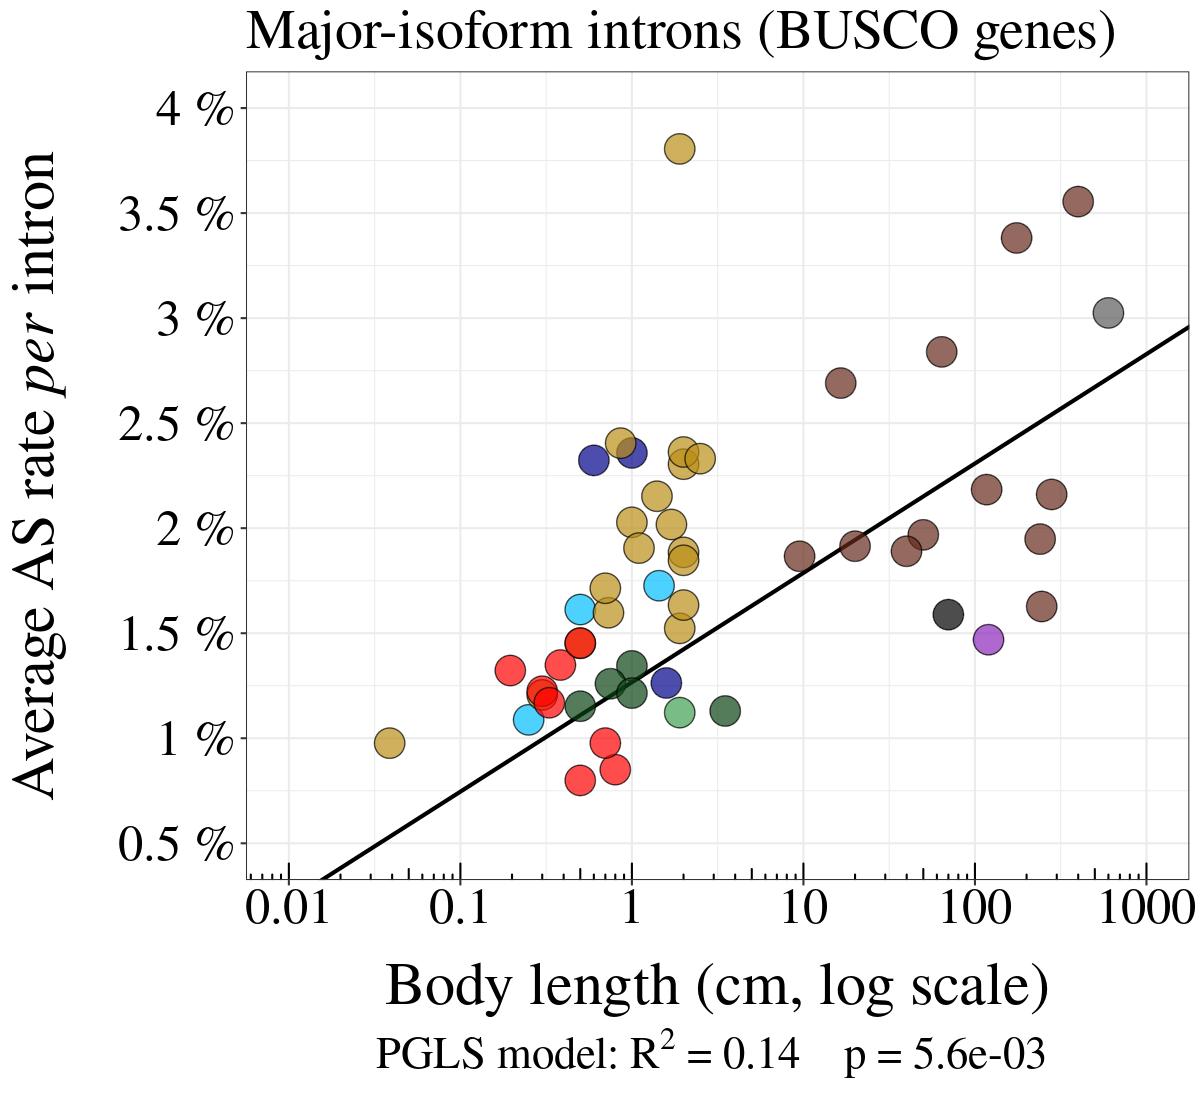 Major-isoform introns (BUSCO genes)
Average AS rate per intron
4 %
3.5 %
3 %
2.5 %
2 %
1.5 %
1 %
0.5 %
0.01 0.1 1 10 100 1000
Body length (cm, log scale)
PGLS model: R² = 0.14 p = 5.6e-03